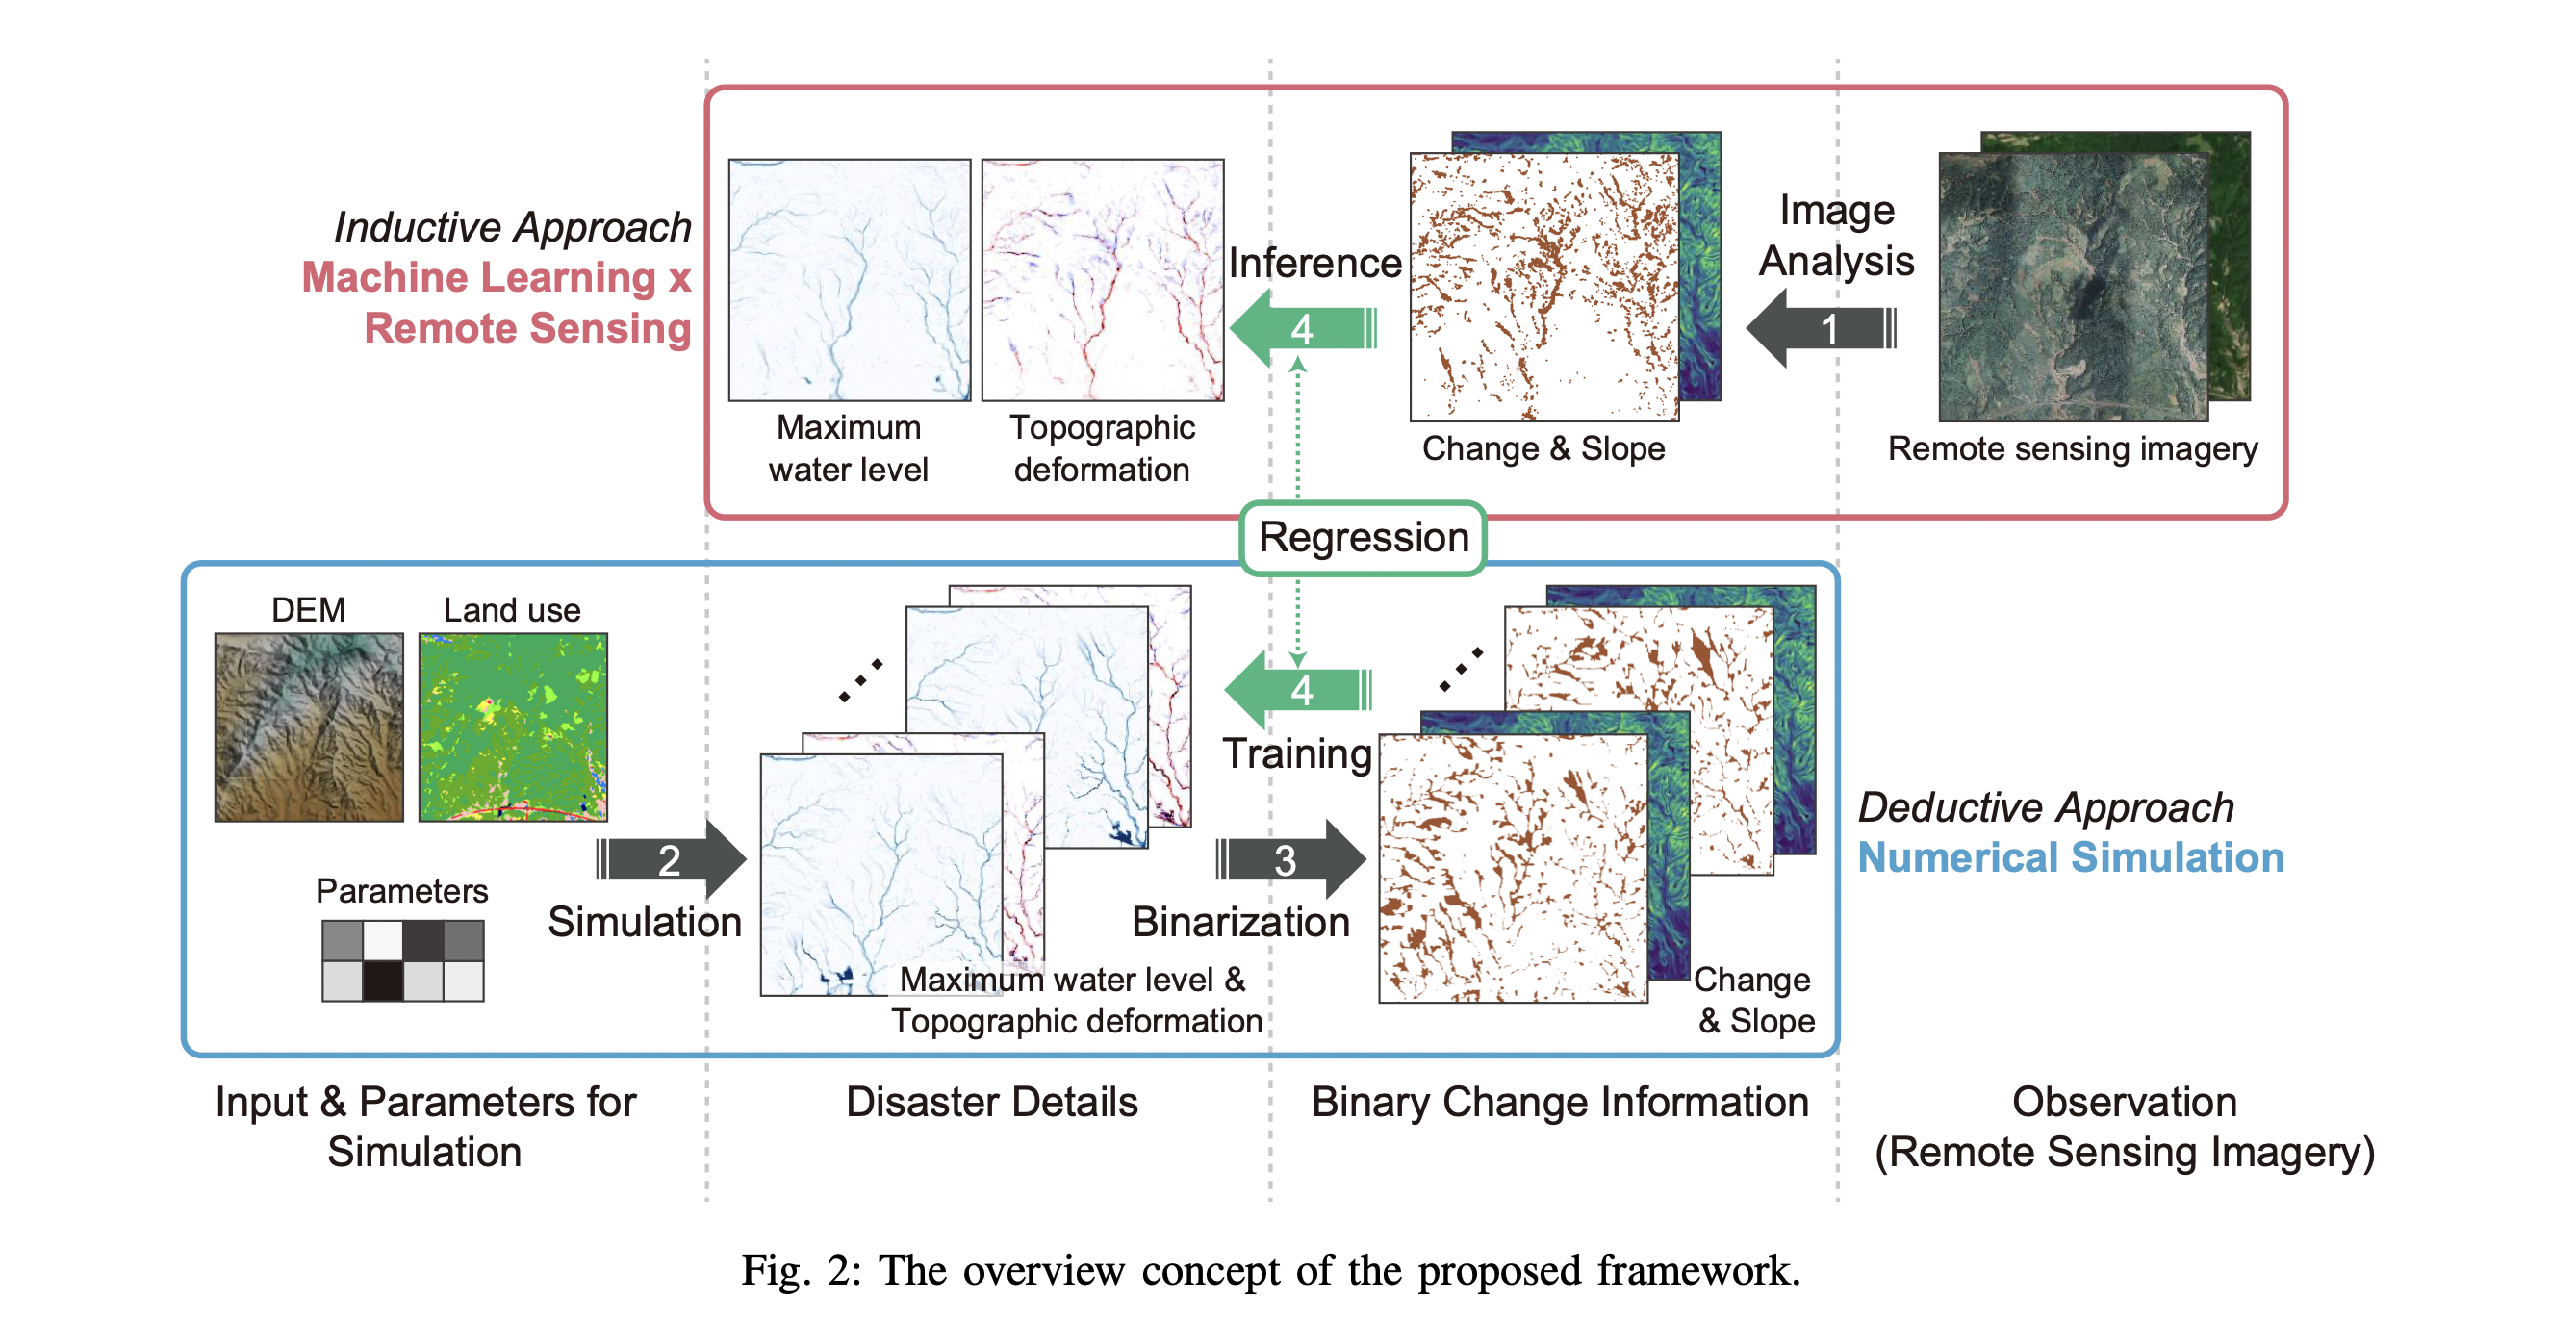 Inductive Approach
Machine Learning x
Remote Sensing
Maximum
water level
Topographic
deformation
Inference
4
Change & Slope
Image
Analysis
1
Remote sensing imagery
Regression
DEM
Land use
Parameters
2
Simulation
Maximum water level &
Topographic deformation
4
Training
3
Binarization
Change
& Slope
Deductive Approach
Numerical Simulation
Input & Parameters for
Simulation
Disaster Details
Binary Change Information
Observation
(Remote Sensing Imagery)
Fig. 2: The overview concept of the proposed framework.